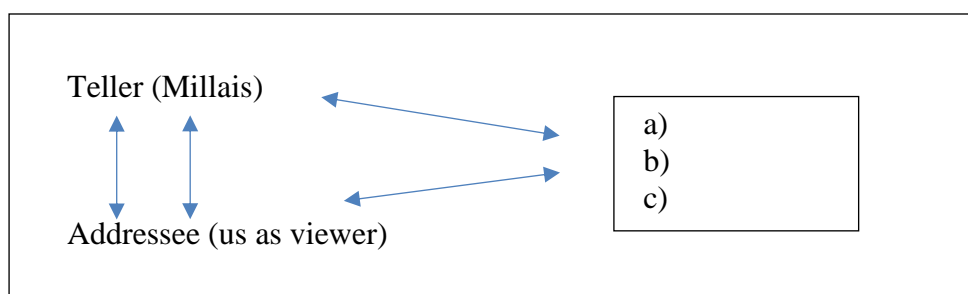 Teller (Millais)
a)
b)
c)
Addressee (us as viewer)